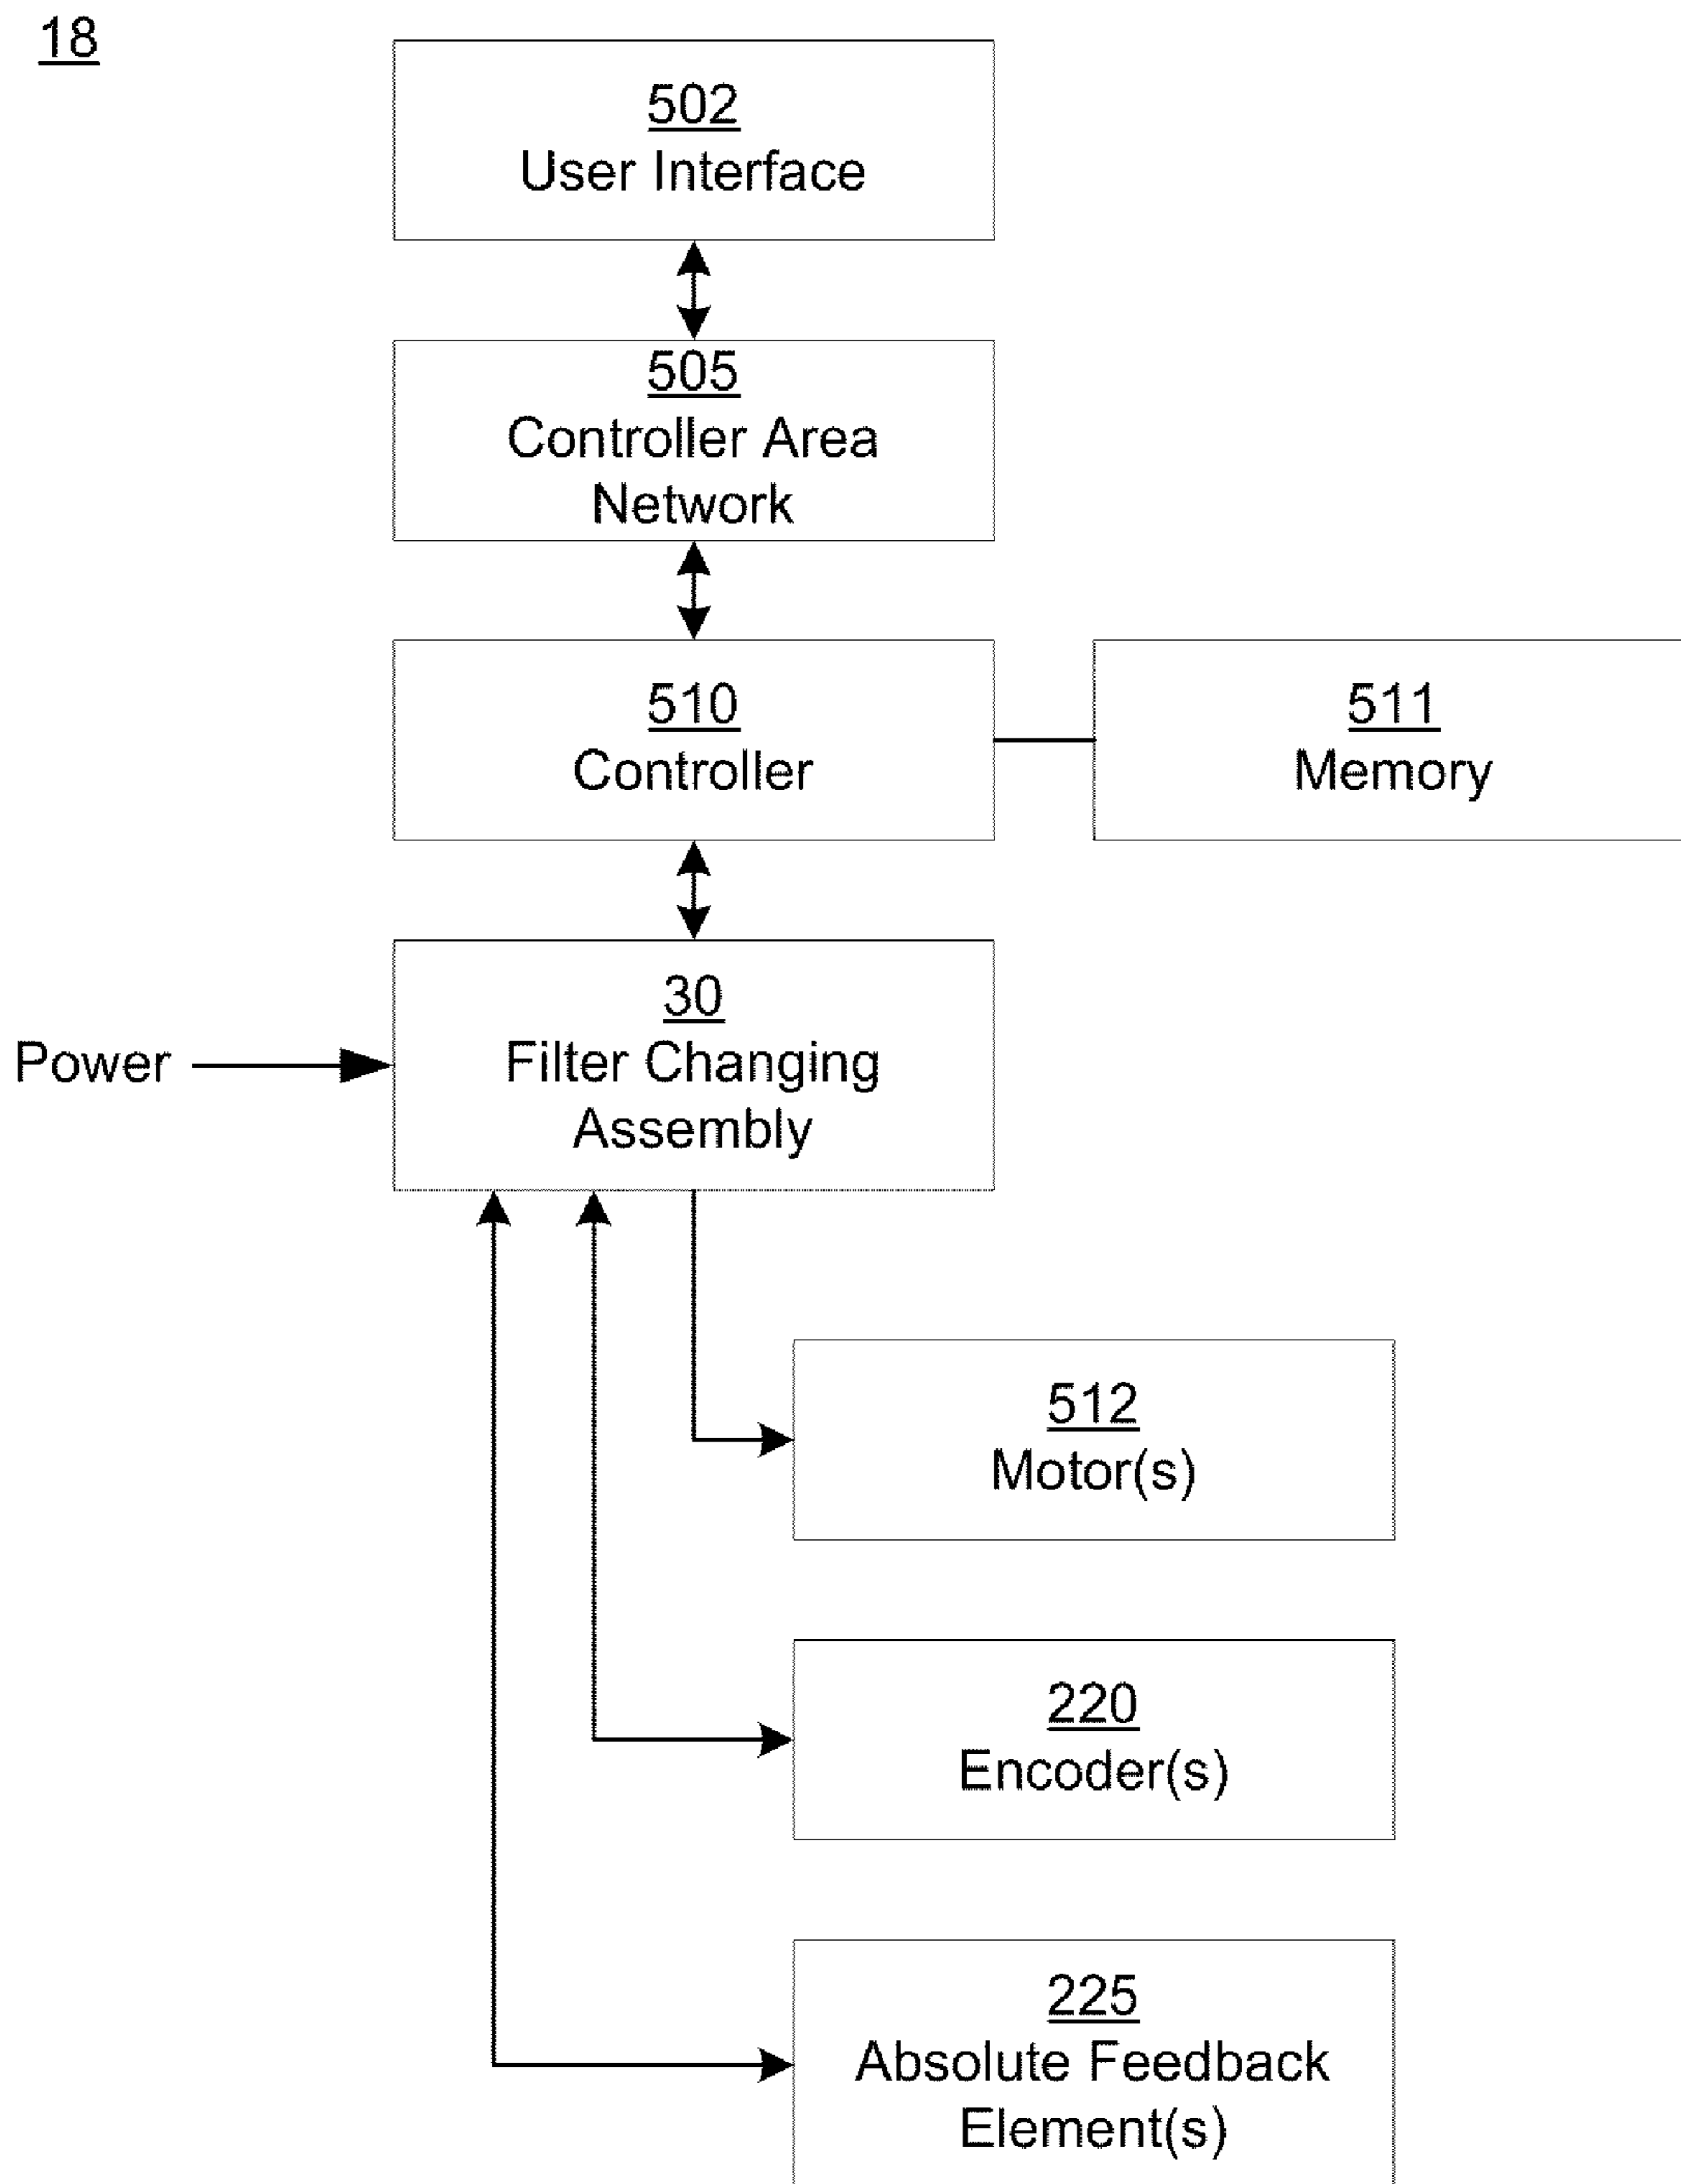 18
502
User Interface
505
Controller Area
Network
510
Controller
511
Memory
30
Filter Changing
Assembly
Power
512
Motor(s)
220
Encoder(s)
225
Absolute Feedback
Element(s)